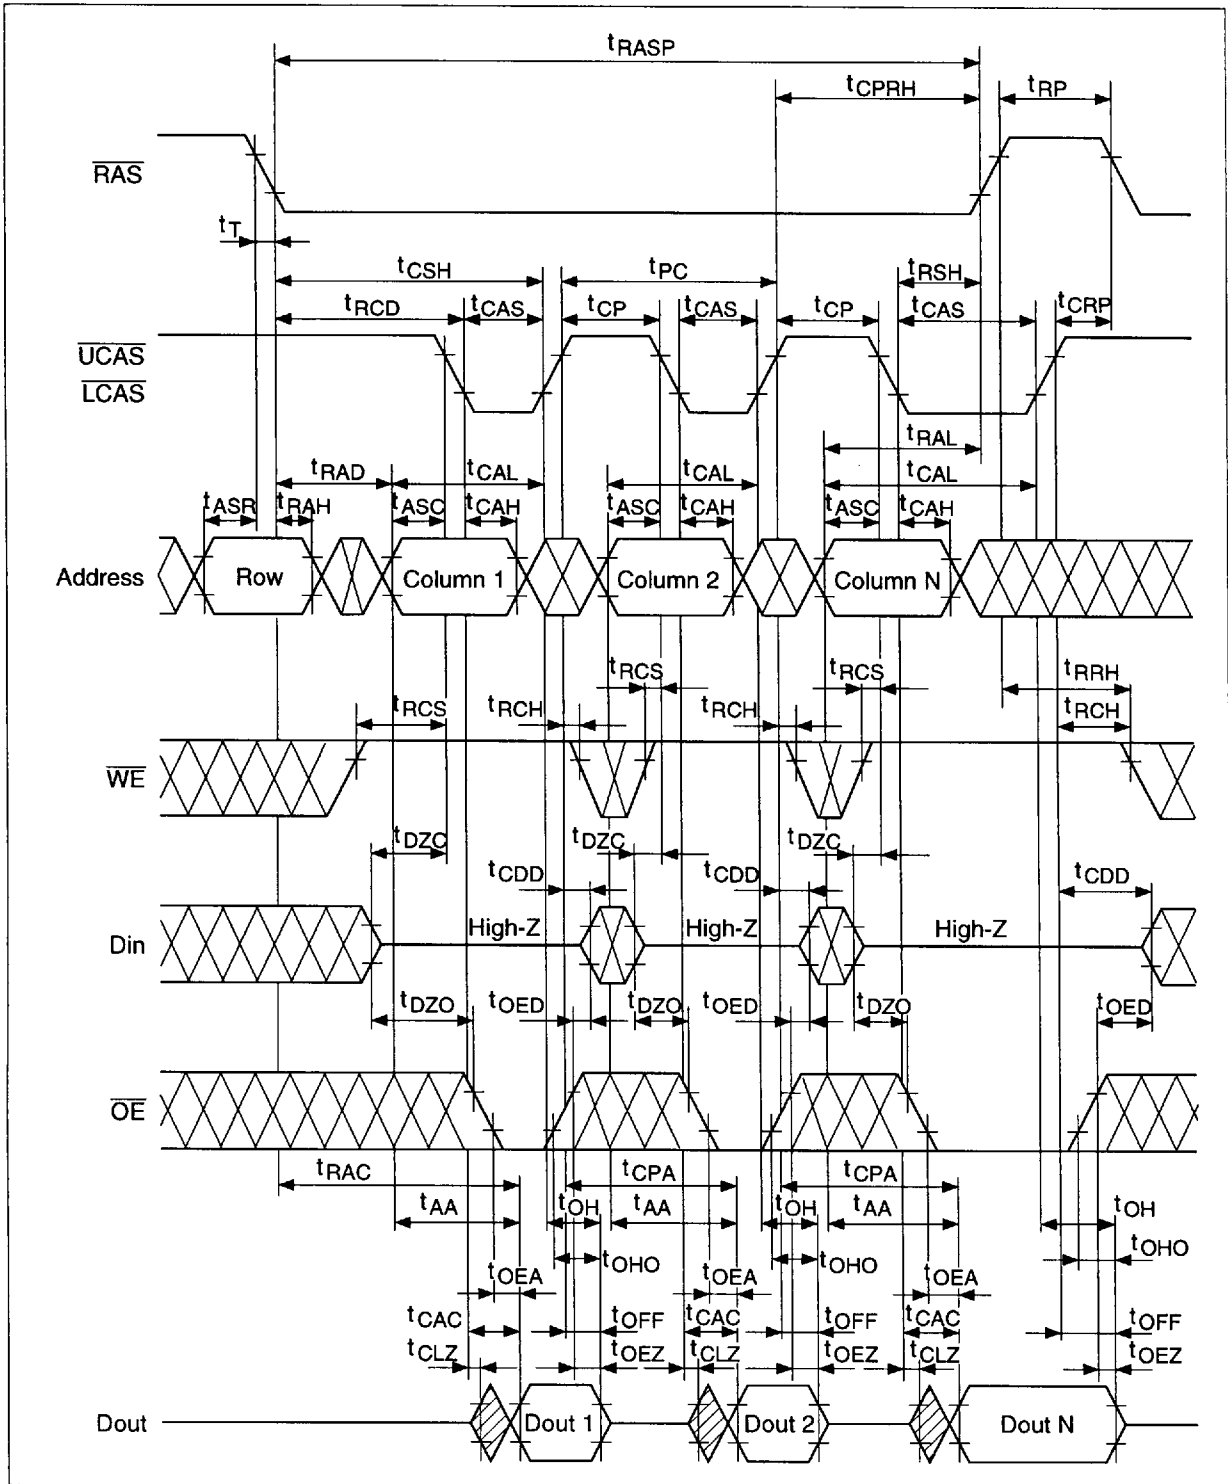 tRASP
tCPRH tRP
RAS
tT
tCSH tPC tRSH
tRCD tCAS tCP tCAS tCP tCAS tCRP
UCAS
LCAS
tRAL
tRAD tCAL tCAL tCAL
tASR tRAH tASC tCAH tASC tCAH tASC tCAH
Address Row Column 1 Column 2 Column N
tRCS tRCS tRRH
tRCS tRCH tRCH tRCH
WE
tDZC tDZC tDZC
tCDD tCDD tCDD
High-Z High-Z High-Z
Din
tDZO tOED tDZO tOED tDZO tOED
OE
tRAC tCPA tCPA
tAA tOH tAA tOH tAA tOH
tOHO tOHO tOHO
tOEA tOEA tOEA
tCAC tOFF tCAC tOFF tCAC tOFF
tCLZ tOEZ tCLZ tOEZ tCLZ tOEZ
Dout Dout 1 Dout 2 Dout N